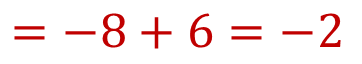 = −8 + 6 = −2